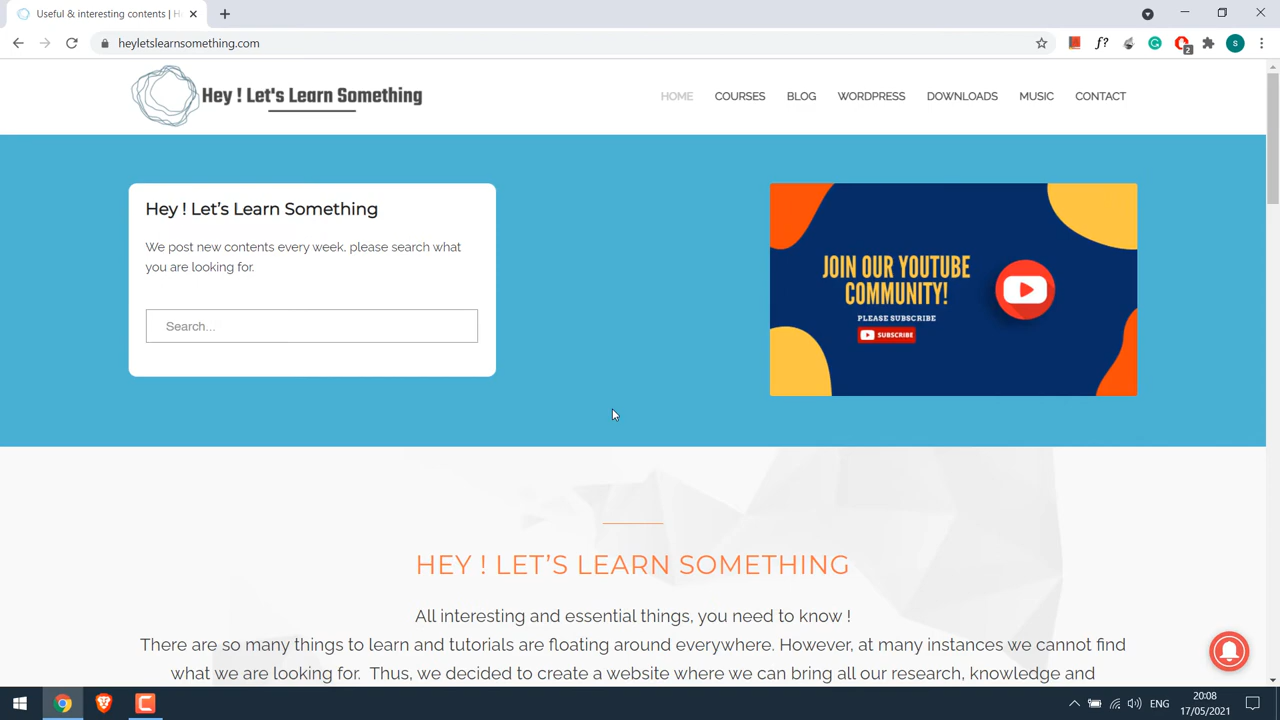 Useful & interesting contents | H
heyletslearnsomething.com
f?
2
S
Hey ! Let's Learn Something
HOME COURSES BLOG WORDPRESS DOWNLOADS MUSIC CONTACT
Hey ! Let's Learn Something
We post new contents every week, please search what
you are looking for.
Search...
JOIN OUR YOUTUBE
COMMUNITY!
PLEASE SUBSCRIBE
SUBSCRIBE
HEY ! LET'S LEARN SOMETHING
All interesting and essential things, you need to know !
There are so many things to learn and tutorials are floating around everywhere. However, at many instances we cannot find
what we are looking for. Thus, we decided to create a website where we can bring all our research, knowledge and
ENG
20:08
17/05/2021